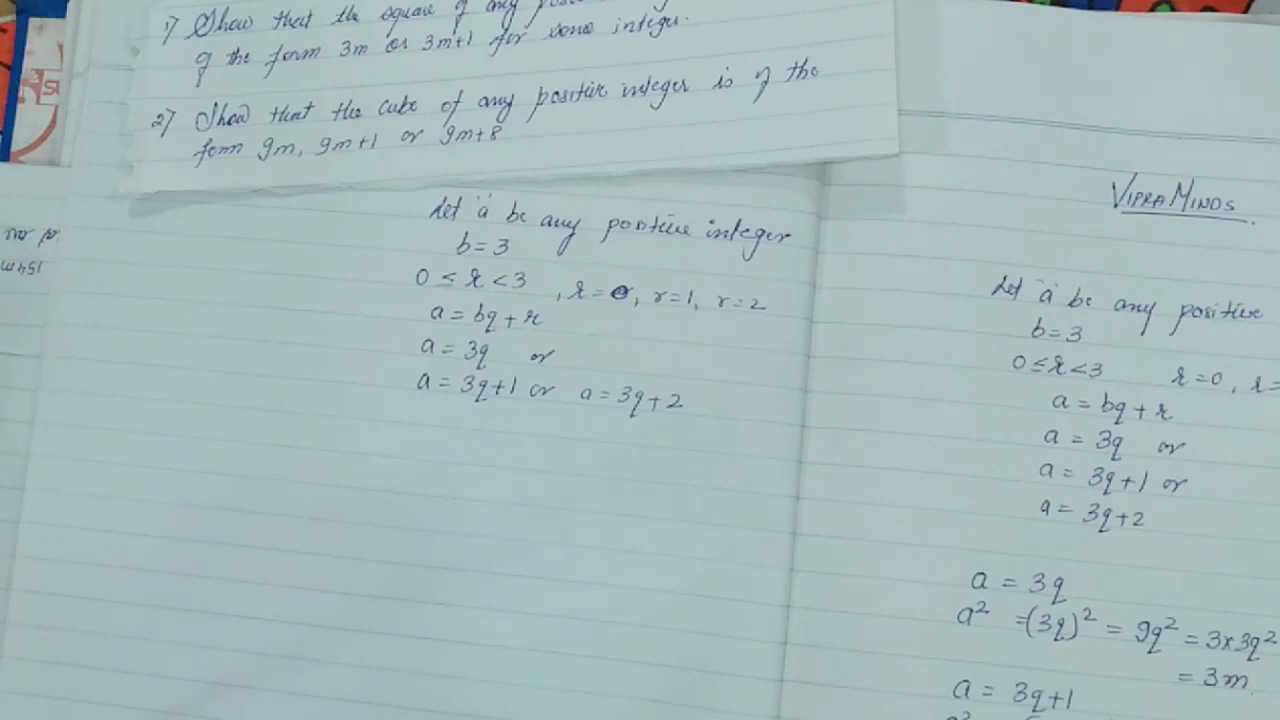 1) Show that the square of any
of the form 3m or 3m+1 for some integer.
2) Show that the cube of any positive integer is of the
form 9m, 9m+1 or 9m+8
Let 'a' be any positive integer
b=3
0 ≤ r < 3 , r = 0, r=1, r=2
a = bq + r
a = 3q or
a = 3q+1 or a = 3q+2
VIPRA MINDS
Let 'a' be any positive
b=3
0 ≤ r < 3 r = 0, r =
a = bq + r
a = 3q or
a = 3q+1 or
a = 3q+2
a = 3q
a² =(3q)² = 9q² = 3x3q²
= 3m
a = 3q+1